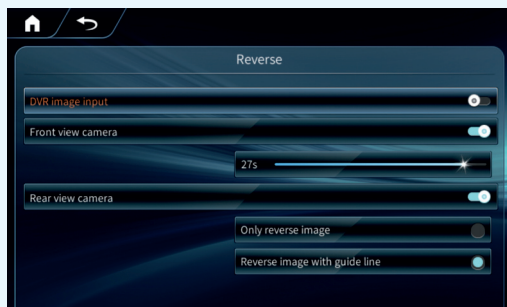 Reverse
DVR image input
Front view camera
27s
Rear view camera
Only reverse image
Reverse image with guide line